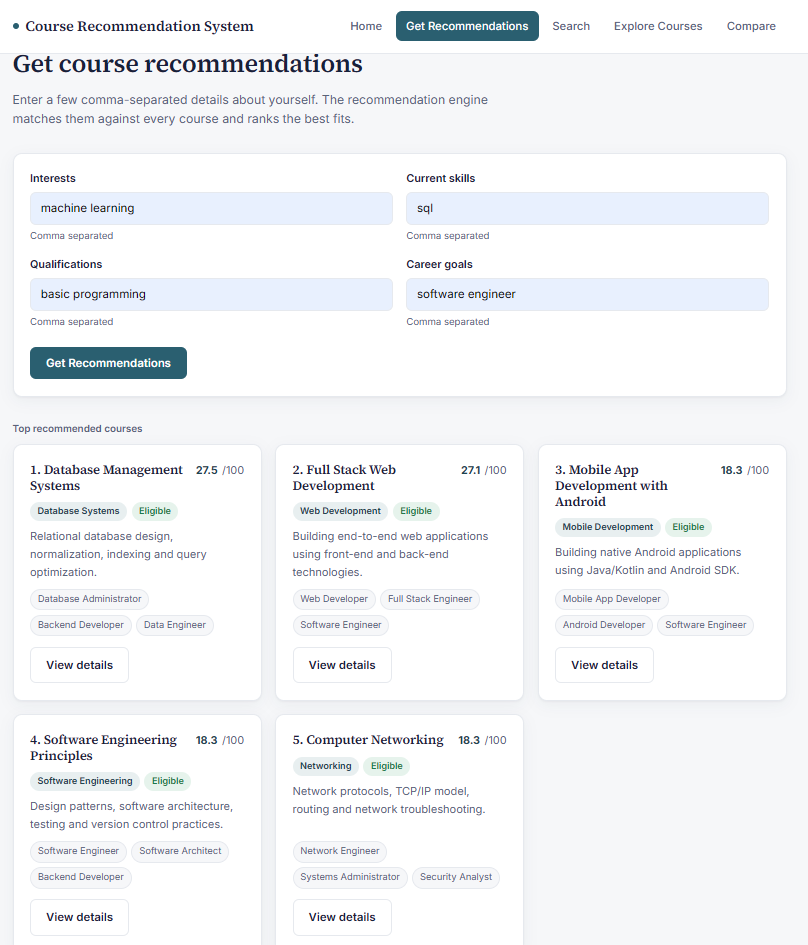 Course Recommendation System
Home
Get Recommendations
Search
Explore Courses
Compare
Get course recommendations
Enter a few comma-separated details about yourself. The recommendation engine
matches them against every course and ranks the best fits.
Interests
Current skills
machine learning
sql
Comma separated
Comma separated
Qualifications
Career goals
basic programming
software engineer
Comma separated
Comma separated
Get Recommendations
Top recommended courses
1. Database Management
Systems
27.5 /100
Database Systems
Eligible
Relational database design,
normalization, indexing and query
optimization.
Database Administrator
Backend Developer
Data Engineer
View details
2. Full Stack Web
Development
27.1 /100
Web Development
Eligible
Building end-to-end web applications
using front-end and back-end
technologies.
Web Developer
Full Stack Engineer
Software Engineer
View details
3. Mobile App
Development with
Android
18.3 /100
Mobile Development
Eligible
Building native Android applications
using Java/Kotlin and Android SDK.
Mobile App Developer
Android Developer
Software Engineer
View details
4. Software Engineering
Principles
18.3 /100
Software Engineering
Eligible
Design patterns, software architecture,
testing and version control practices.
Software Engineer
Software Architect
Backend Developer
View details
5. Computer Networking
18.3 /100
Networking
Eligible
Network protocols, TCP/IP model,
routing and network troubleshooting.
Network Engineer
Systems Administrator
Security Analyst
View details